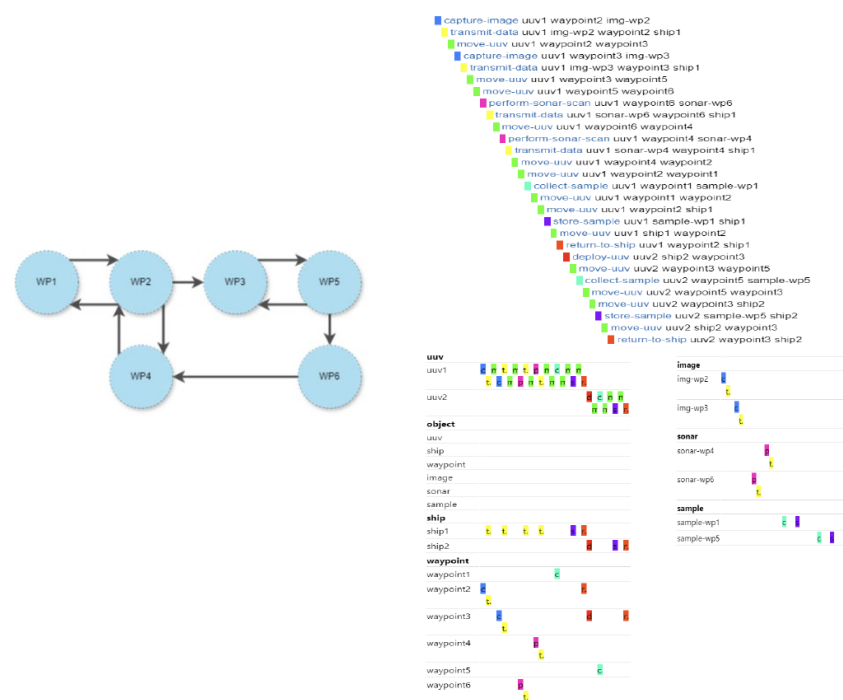 WP1
WP2
WP3
WP5
WP4
WP6
capture-image uuv1 waypoint2 img-wp2
transmit-data uuv1 img-wp2 waypoint2 ship1
move-uuv uuv1 waypoint2 waypoint3
capture-image uuv1 waypoint3 img-wp3
transmit-data uuv1 img-wp3 waypoint3 ship1
move-uuv uuv1 waypoint3 waypoint5
move-uuv uuv1 waypoint5 waypoint6
perform-sonar-scan uuv1 waypoint6 sonar-wp6
transmit-data uuv1 sonar-wp6 waypoint6 ship1
move-uuv uuv1 waypoint6 waypoint4
perform-sonar-scan uuv1 waypoint4 sonar-wp4
transmit-data uuv1 sonar-wp4 waypoint4 ship1
move-uuv uuv1 waypoint4 waypoint2
move-uuv uuv1 waypoint2 waypoint1
collect-sample uuv1 waypoint1 sample-wp1
move-uuv uuv1 waypoint1 waypoint2
move-uuv uuv1 waypoint2 ship1
store-sample uuv1 sample-wp1 ship1
move-uuv uuv1 ship1 waypoint2
return-to-ship uuv1 waypoint2 ship1
deploy-uuv uuv2 ship2 waypoint3
move-uuv uuv2 waypoint3 waypoint5
collect-sample uuv2 waypoint5 sample-wp5
move-uuv uuv2 waypoint5 waypoint3
move-uuv uuv2 waypoint3 ship2
store-sample uuv2 sample-wp5 ship2
move-uuv uuv2 ship2 waypoint3
return-to-ship uuv2 waypoint3 ship2
uuv
uuv1 c m t. m t. p m c m m
t. c m p m t. m m s r.
uuv2 d c m m
m m s r.
object
uuv
ship
waypoint
image
sonar
sample
ship
ship1 t. t. t. t. s r.
ship2 d s r.
waypoint
waypoint1 c
waypoint2 c r.
t.
waypoint3 c d r.
t.
waypoint4 p
t.
waypoint5 c
waypoint6 p
t.
image
img-wp2 c
t.
img-wp3 c
t.
sonar
sonar-wp4 p
t.
sonar-wp6 p
t.
sample
sample-wp1 c s
sample-wp5 c s